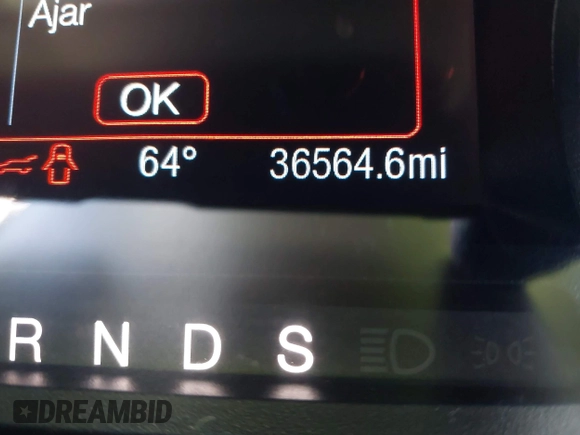 Ajar
OK
64° 36564.6mi
R N D S
DREAMBID